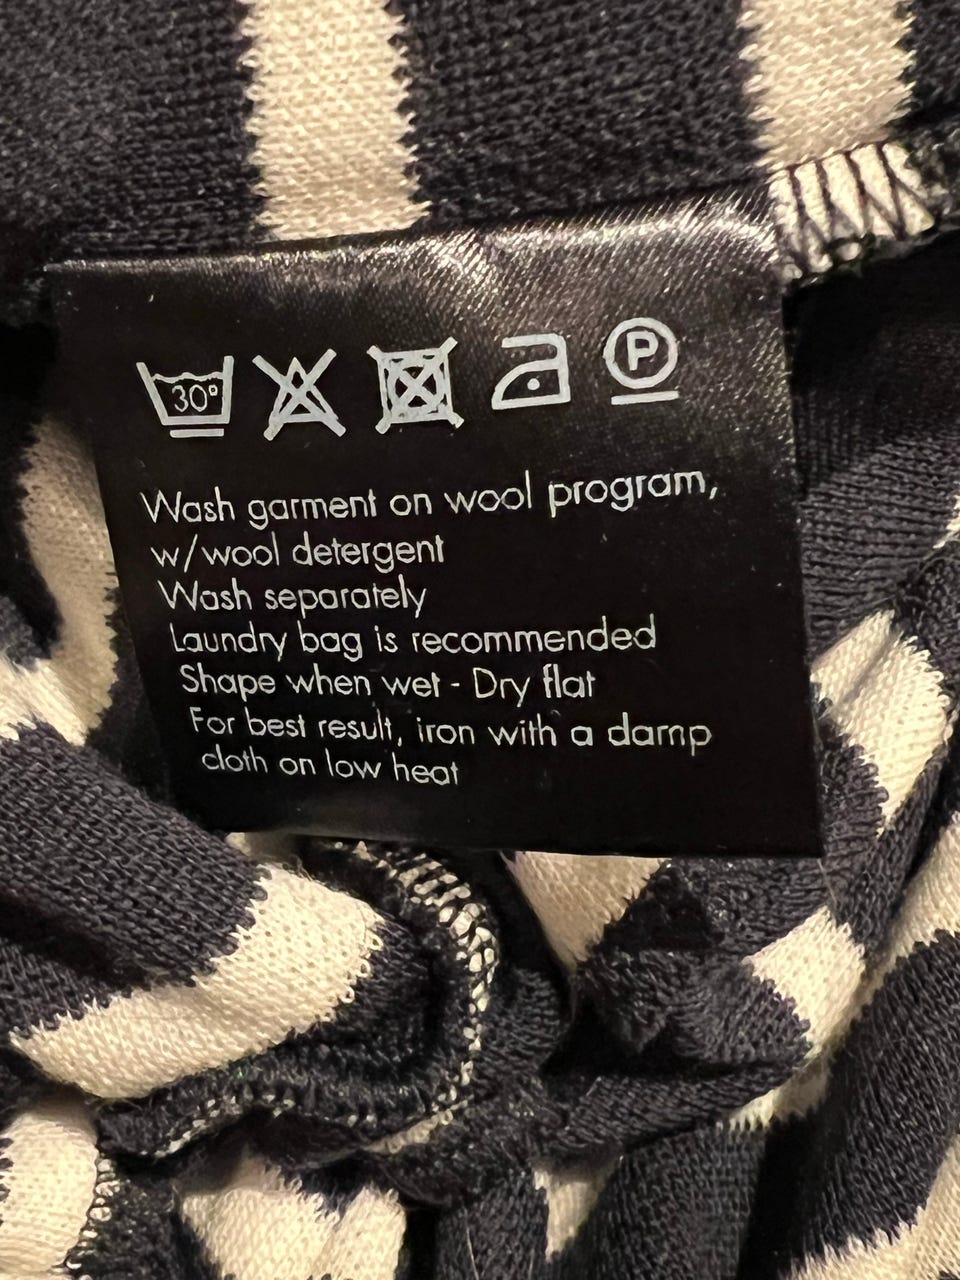 30°
P
Wash garment on wool program,
w/wool detergent
Wash separately
Laundry bag is recommended
Shape when wet - Dry flat
For best result, iron with a damp
cloth on low heat